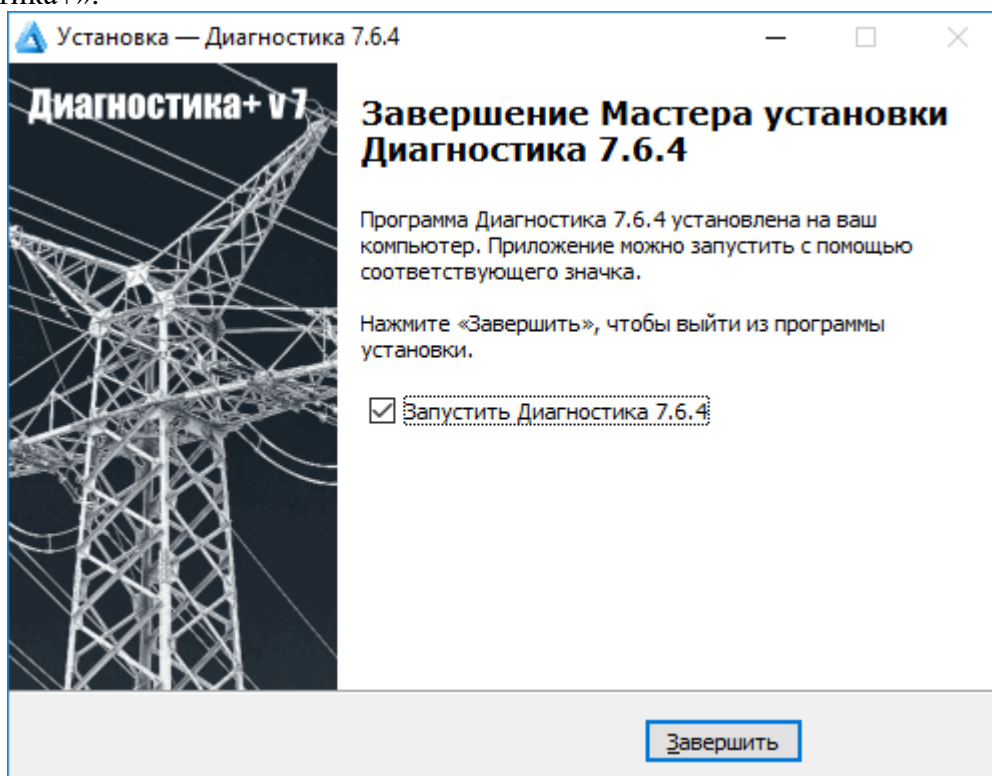 тика+».
Установка — Диагностика 7.6.4
Диагностика+ v 7
Завершение Мастера установки
Диагностика 7.6.4
Программа Диагностика 7.6.4 установлена на ваш
компьютер. Приложение можно запустить с помощью
соответствующего значка.
Нажмите «Завершить», чтобы выйти из программы
установки.
Запустить Диагностика 7.6.4
Завершить